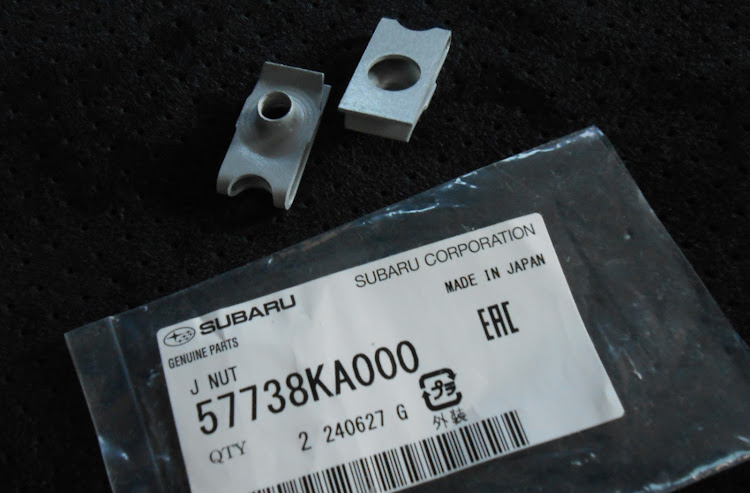 SUBARU CORPORATION
SUBARU
MADE IN JAPAN
GENUINE PARTS
EAC
J NUT
57738KA000
プラ
外装
QTY 2 240627 G